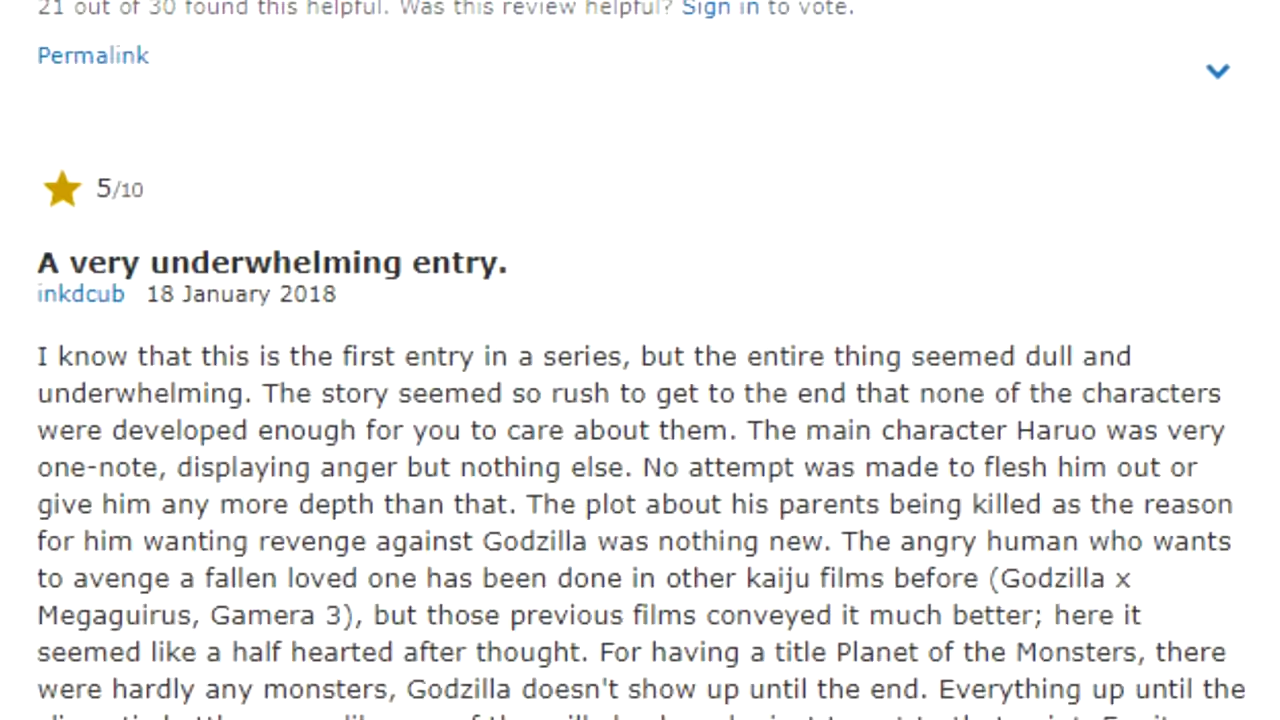 21 out of 30 found this helpful. Was this review helpful? Sign in to vote.
Permalink
5/10
A very underwhelming entry.
inkdcub 18 January 2018
I know that this is the first entry in a series, but the entire thing seemed dull and
underwhelming. The story seemed so rush to get to the end that none of the characters
were developed enough for you to care about them. The main character Haruo was very
one-note, displaying anger but nothing else. No attempt was made to flesh him out or
give him any more depth than that. The plot about his parents being killed as the reason
for him wanting revenge against Godzilla was nothing new. The angry human who wants
to avenge a fallen loved one has been done in other kaiju films before (Godzilla x
Megaguirus, Gamera 3), but those previous films conveyed it much better; here it
seemed like a half hearted after thought. For having a title Planet of the Monsters, there
were hardly any monsters, Godzilla doesn't show up until the end. Everything up until the